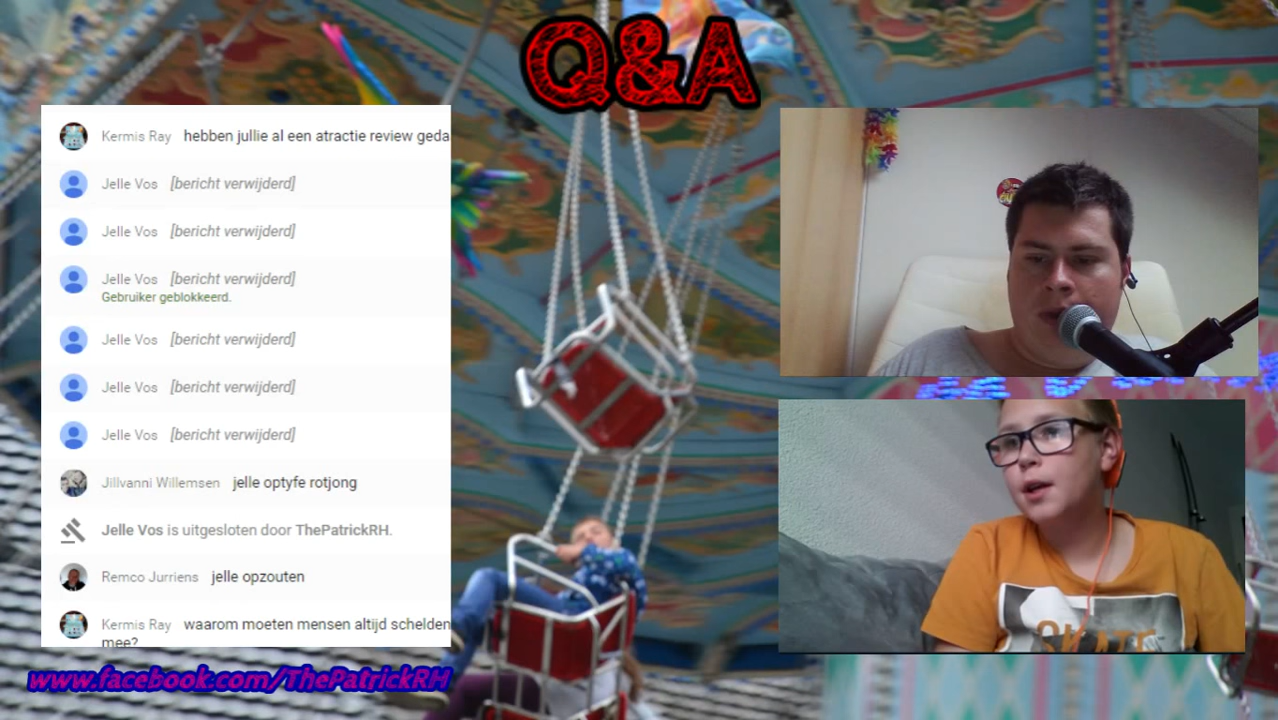 Q&A
Kermis Ray hebben jullie al een atractie review geda
Jelle Vos [bericht verwijderd]
Jelle Vos [bericht verwijderd]
Jelle Vos [bericht verwijderd]
Gebruiker geblokkeerd.
Jelle Vos [bericht verwijderd]
Jelle Vos [bericht verwijderd]
Jelle Vos [bericht verwijderd]
Jillvanni Willemsen jelle optyfe rotjong
Jelle Vos is uitgesloten door ThePatrickRH.
Remco Jurriens jelle opzouten
Kermis Ray waarom moeten mensen altijd schelden
mee?
www.facebook.com/ThePatrickRH
SKATE